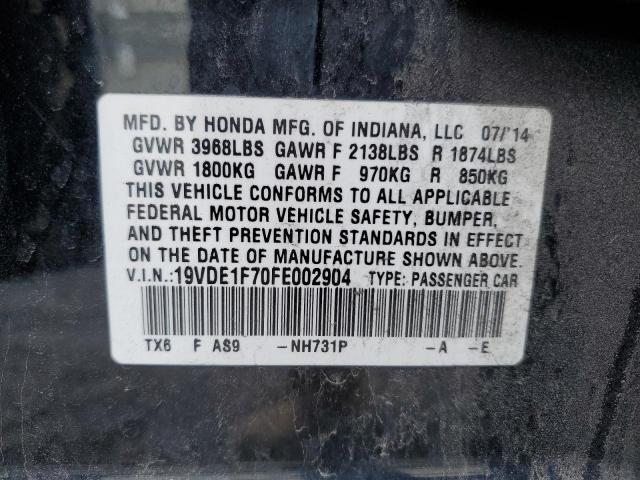 MFD. BY HONDA MFG. OF INDIANA, LLC 07/'14
GVWR 3968LBS GAWR F 2138LBS R 1874LBS
GVWR 1800KG GAWR F 970KG R 850KG
THIS VEHICLE CONFORMS TO ALL APPLICABLE
FEDERAL MOTOR VEHICLE SAFETY, BUMPER,
AND THEFT PREVENTION STANDARDS IN EFFECT
ON THE DATE OF MANUFACTURE SHOWN ABOVE.
V.I.N.:19VDE1F70FE002904 TYPE: PASSENGER CAR
TX6 F AS9 -NH731P -A -E